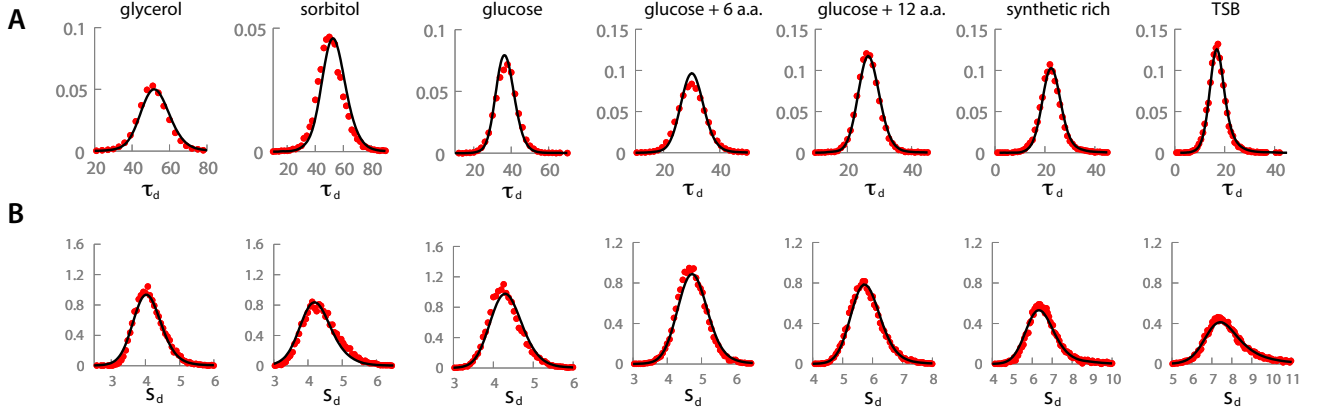 A
glycerol sorbitol glucose glucose + 6 a.a. glucose + 12 a.a. synthetic rich TSB
0.1 0.05 0.1 0.15 0.15 0.15 0.15
0.1 0.1 0.1 0.1
0.05 0.05 0.05 0.05 0.05 0.05
0 0 0 0 0 0 0
20 40 60 80 20 40 60 80 20 40 60 20 40 20 40 0 20 40 0 20 40
τd τd τd τd τd τd τd
B
1.6 1.6 1.6 1.2 1.2 1.2 1.2
1.2 1.2 1.2 0.8 0.8 0.8 0.8
0.8 0.8 0.8 0.4 0.4 0.4 0.4
0.4 0.4 0.4
0.0 0.0 0.0 0 0 0 0
3 4 5 6 3 4 5 6 3 4 5 6 3 4 5 6 4 5 6 7 8 4 5 6 7 8 9 10 5 6 7 8 9 10 11
Sd Sd Sd Sd Sd Sd Sd